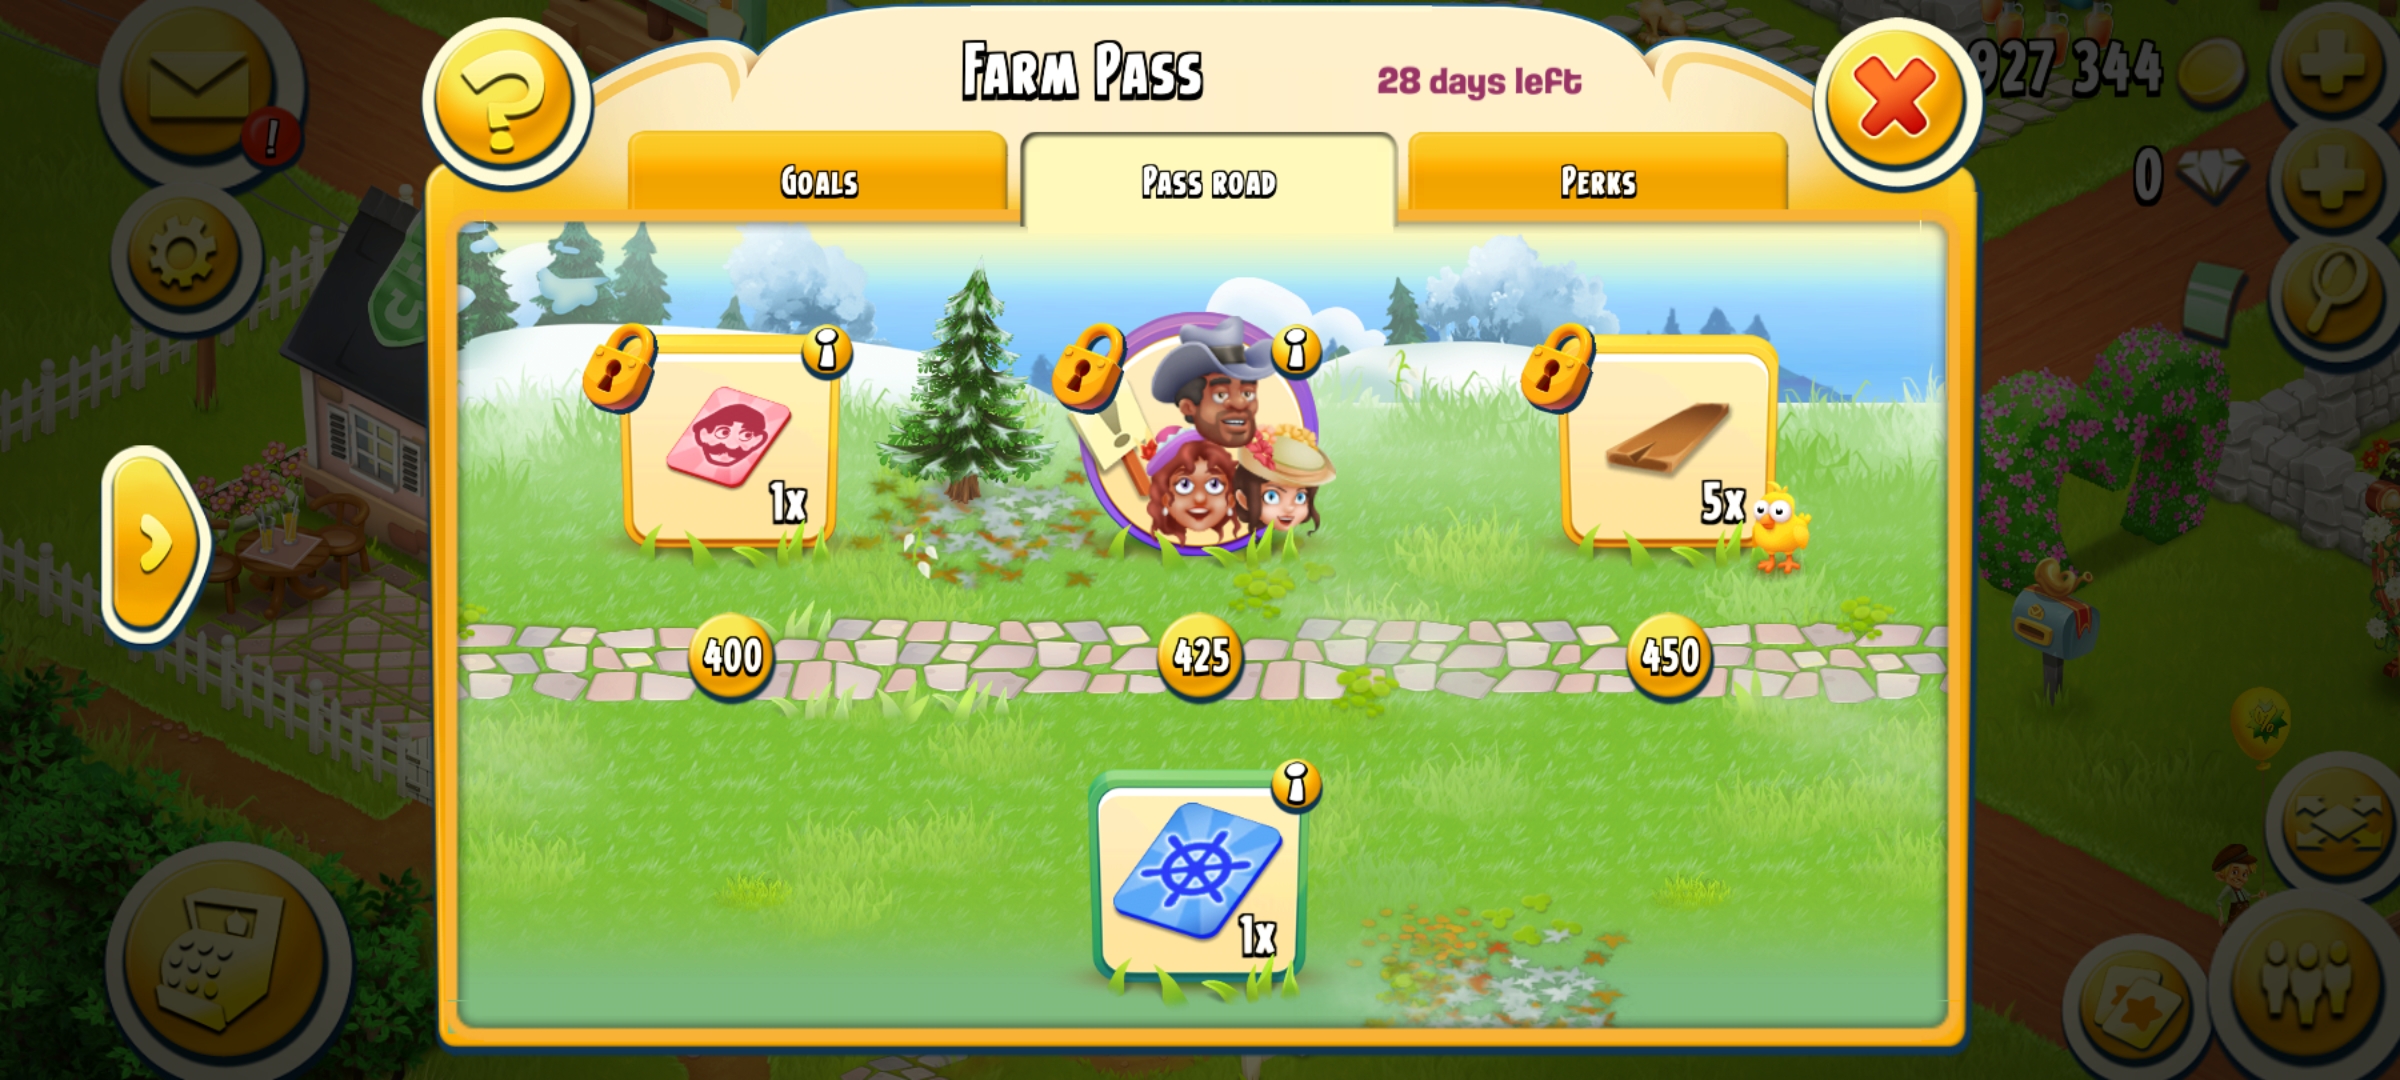 FARM PASS
28 days left
927 344
GOALS
PASS ROAD
PERKS
0
1x
5x
400
425
450
1x